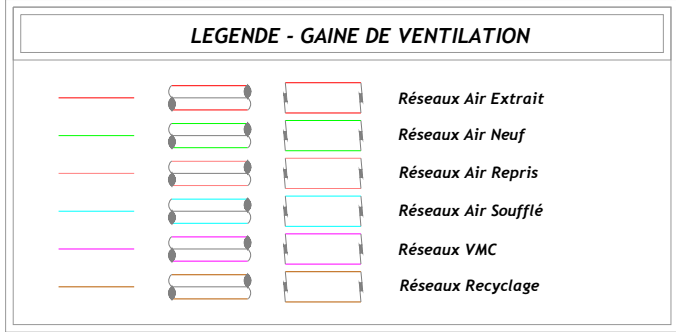 LEGENDE - GAINE DE VENTILATION
Réseaux Air Extrait
Réseaux Air Neuf
Réseaux Air Repris
Réseaux Air Soufflé
Réseaux VMC
Réseaux Recyclage